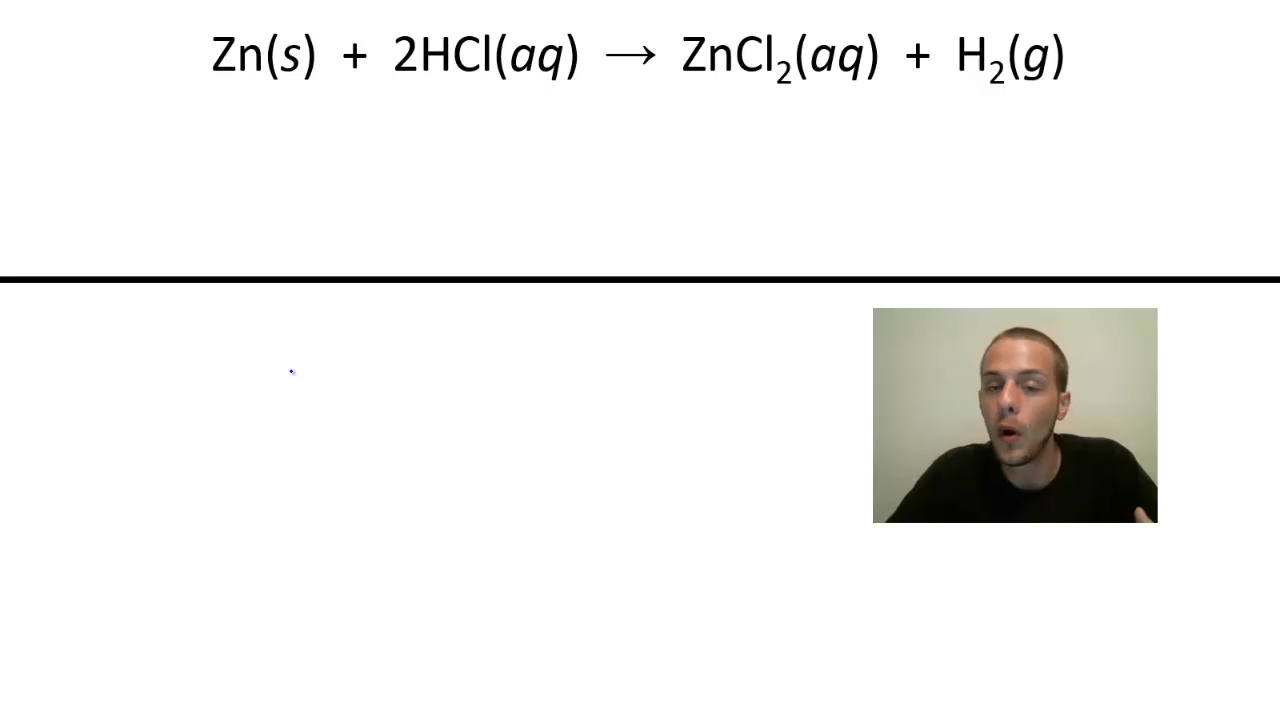 Zn(s) + 2HCl(aq) → ZnCl₂(aq) + H₂(g)